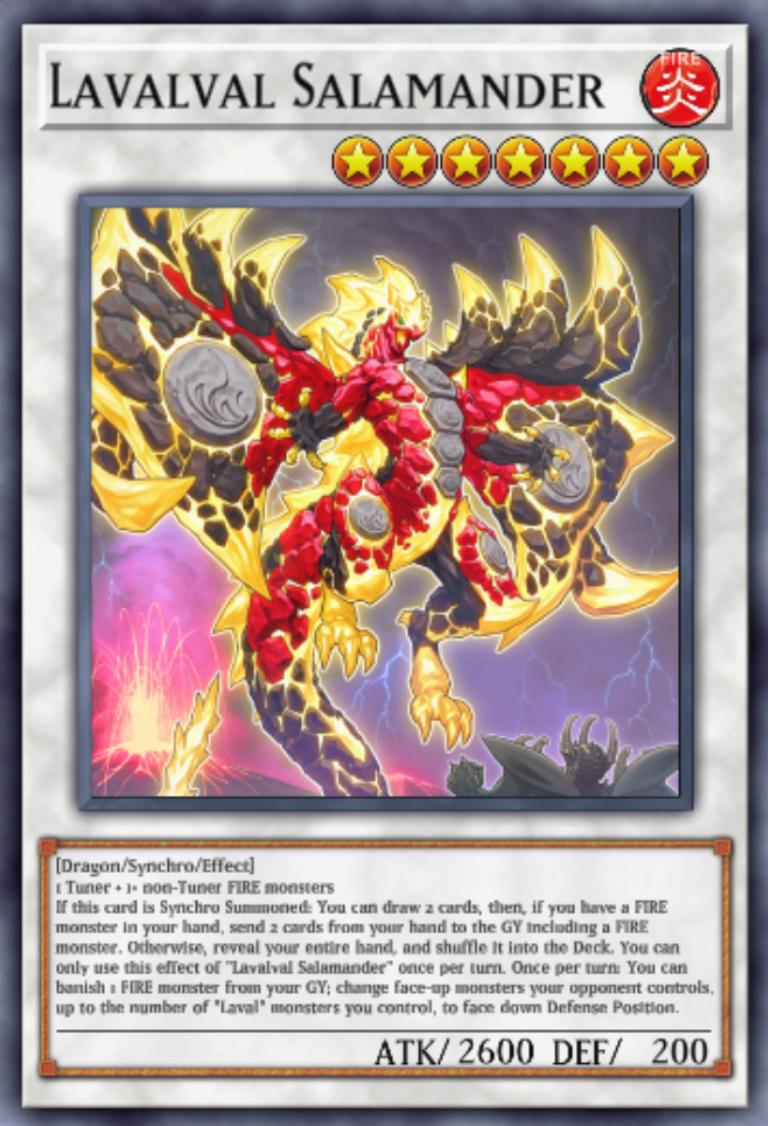 LAVALVAL SALAMANDER
FIRE
炎
[Dragon/Synchro/Effect]
1 Tuner + 1+ non-Tuner FIRE monsters
If this card is Synchro Summoned: You can draw 2 cards, then, if you have a FIRE
monster in your hand, send 2 cards from your hand to the GY including a FIRE
monster. Otherwise, reveal your entire hand, and shuffle it into the Deck. You can
only use this effect of "Lavalval Salamander" once per turn. Once per turn: You can
banish 1 FIRE monster from your GY; change face-up monsters your opponent controls,
up to the number of "Laval" monsters you control, to face down Defense Position.
ATK/ 2600 DEF/ 200